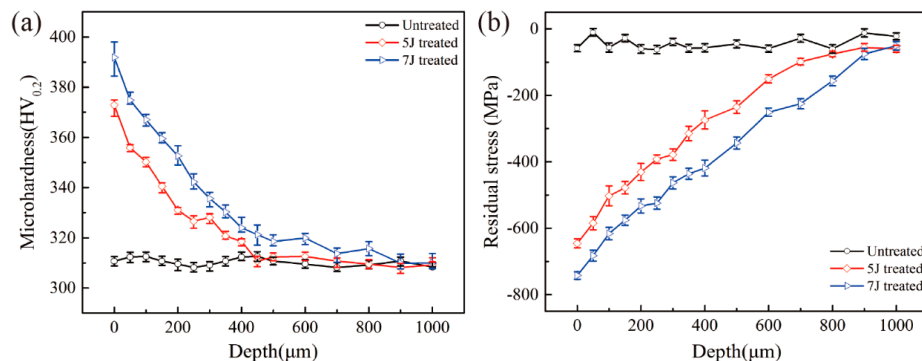 (a)
Untreated
5J treated
7J treated
400
380
360
340
320
300
Microhardness(HV0.2)
0 200 400 600 800 1000
Depth(μm)
(b)
0
-200
-400
-600
-800
Residual stress (MPa)
Untreated
5J treated
7J treated
0 200 400 600 800 1000
Depth(μm)